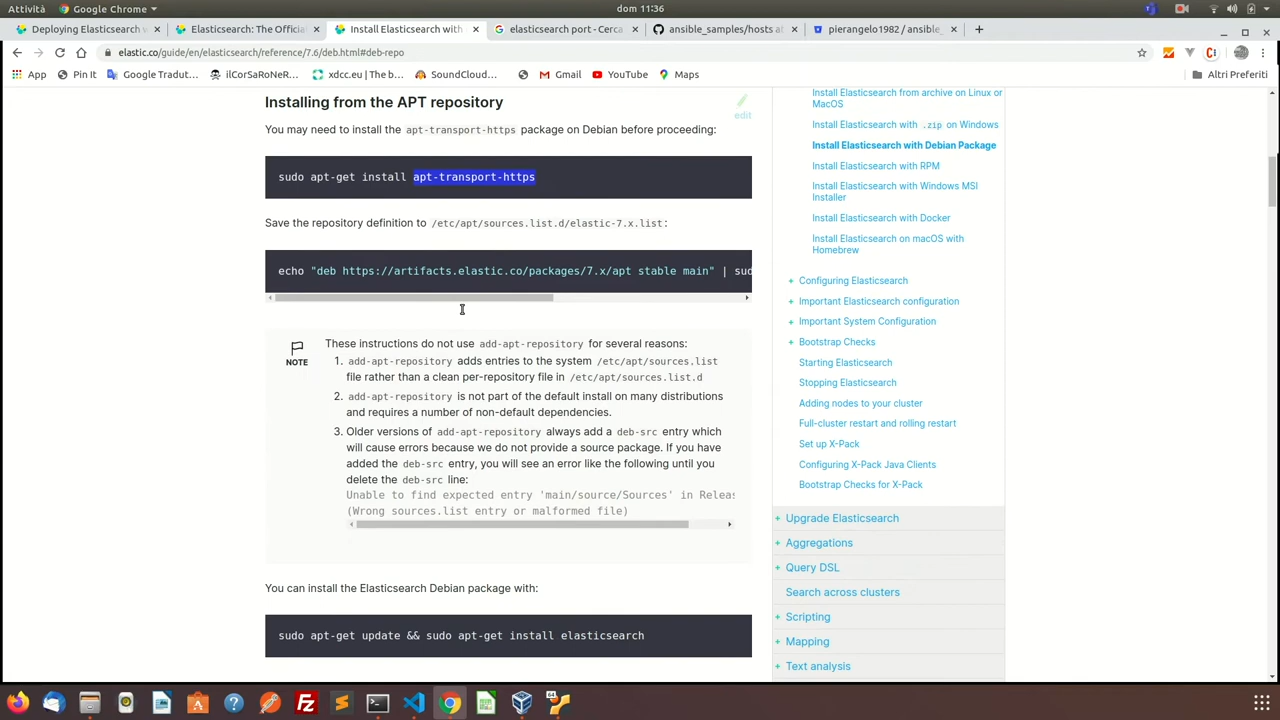 Attività
Google Chrome
dom 11:36
Deploying Elasticsearch w
Elasticsearch: The Officia
Install Elasticsearch with
elasticsearch port - Cerca
ansible_samples/hosts at
pierangelo1982 / ansible_
elastic.co/guide/en/elasticsearch/reference/7.6/deb.html#deb-repo
App
Pin It
Google Tradut...
ilCorSaRoNeR...
xdcc.eu | The b...
SoundCloud...
Gmail
YouTube
Maps
Altri Preferiti
Installing from the APT repository
edit
You may need to install the apt-transport-https package on Debian before proceeding:
sudo apt-get install apt-transport-https
Save the repository definition to /etc/apt/sources.list.d/elastic-7.x.list:
echo "deb https://artifacts.elastic.co/packages/7.x/apt stable main" | sud
NOTE
These instructions do not use add-apt-repository for several reasons:
1. add-apt-repository adds entries to the system /etc/apt/sources.list
file rather than a clean per-repository file in /etc/apt/sources.list.d
2. add-apt-repository is not part of the default install on many distributions
and requires a number of non-default dependencies.
3. Older versions of add-apt-repository always add a deb-src entry which
will cause errors because we do not provide a source package. If you have
added the deb-src entry, you will see an error like the following until you
delete the deb-src line:
Unable to find expected entry 'main/source/Sources' in Releas
(Wrong sources.list entry or malformed file)
You can install the Elasticsearch Debian package with:
sudo apt-get update && sudo apt-get install elasticsearch
Install Elasticsearch from archive on Linux or
MacOS
Install Elasticsearch with .zip on Windows
Install Elasticsearch with Debian Package
Install Elasticsearch with RPM
Install Elasticsearch with Windows MSI
Installer
Install Elasticsearch with Docker
Install Elasticsearch on macOS with
Homebrew
+ Configuring Elasticsearch
+ Important Elasticsearch configuration
+ Important System Configuration
+ Bootstrap Checks
Starting Elasticsearch
Stopping Elasticsearch
Adding nodes to your cluster
Full-cluster restart and rolling restart
Set up X-Pack
Configuring X-Pack Java Clients
Bootstrap Checks for X-Pack
+ Upgrade Elasticsearch
+ Aggregations
+ Query DSL
Search across clusters
+ Scripting
+ Mapping
+ Text analysis